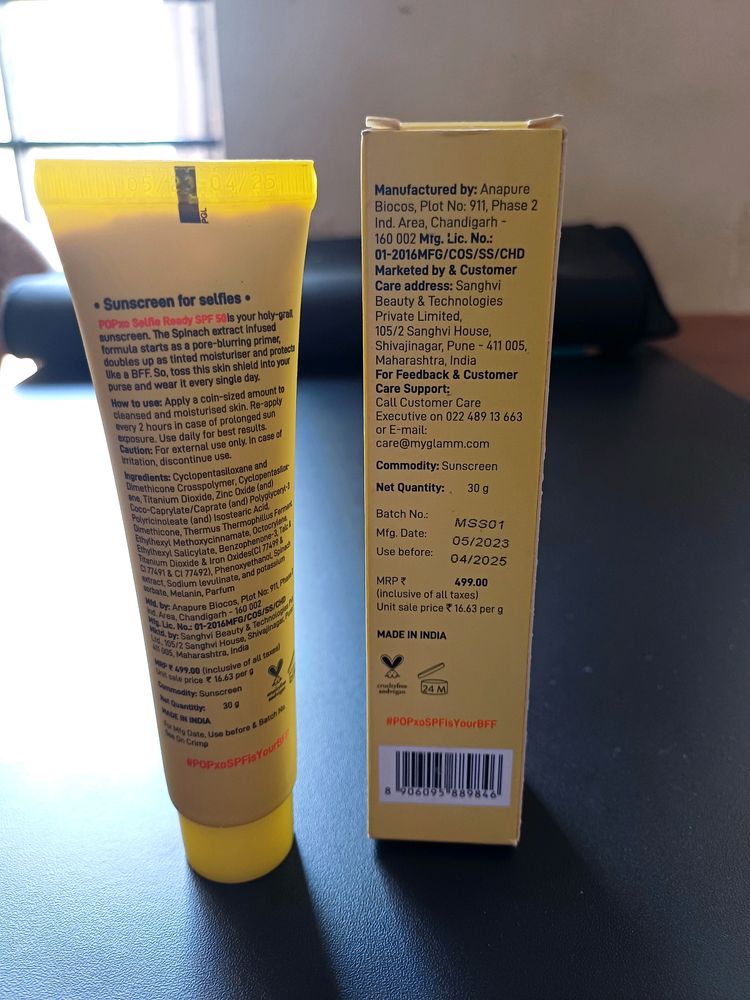 05/23-04/25
PGL
• Sunscreen for selfies •
POPxo Selfie Ready SPF 50 is your holy-grail
sunscreen. The Spinach extract infused
formula starts as a pore-blurring primer,
doubles up as tinted moisturiser and protects
like a BFF. So, toss this skin shield into your
purse and wear it every single day.
How to use: Apply a coin-sized amount to
cleansed and moisturised skin. Re-apply
every 2 hours in case of prolonged sun
exposure. Use daily for best results.
Caution: For external use only. In case of
irritation, discontinue use.
Ingredients: Cyclopentasiloxane and
Dimethicone Crosspolymer, Cyclopentasilox-
ane, Titanium Dioxide, Zinc Oxide (and)
Coco-Caprylate/Caprate (and) Polyglyceryl-3
Polyricinoleate (and) Isostearic Acid,
Dimethicone, Thermus Thermophillus Ferment,
Ethylhexyl Methoxycinnamate, Octocrylene,
Ethylhexyl Salicylate, Benzophenone-3, Talc &
Titanium Dioxide & Iron Oxides(CI 77499 &
CI 77491 & CI 77492), Phenoxyethanol, Spinach
extract, Sodium levulinate, and potassium
sorbate, Melanin, Parfum
Mfd. by: Anapure Biocos, Plot No: 911, Phase
Ind. Area, Chandigarh - 160 002
Mfg. Lic. No.: 01-2016MFG/COS/SS/CHD
Mktd. by: Sanghvi Beauty & Technologies
Ltd., 105/2 Sanghvi House, Shivajinagar,
411 005, Maharashtra, India
MRP ₹ 499.00 (inclusive of all taxes)
Unit sale price ₹ 16.63 per g
Commodity: Sunscreen
Net Quantity: 30 g
MADE IN INDIA
For Mfg Date, Use before & Batch No
See On Crimp
crueltyfree
andvegan
#POPxoSPFisYourBFF
Manufactured by: Anapure
Biocos, Plot No: 911, Phase 2
Ind. Area, Chandigarh -
160 002 Mfg. Lic. No.:
01-2016MFG/COS/SS/CHD
Marketed by & Customer
Care address: Sanghvi
Beauty & Technologies
Private Limited,
105/2 Sanghvi House,
Shivajinagar, Pune - 411 005,
Maharashtra, India
For Feedback & Customer
Care Support:
Call Customer Care
Executive on 022 489 13 663
or E-mail:
care@myglamm.com
Commodity: Sunscreen
Net Quantity: 30 g
Batch No.: MSS01
Mfg. Date: 05/2023
Use before: 04/2025
MRP ₹ 499.00
(inclusive of all taxes)
Unit sale price ₹ 16.63 per g
MADE IN INDIA
crueltyfree
andvegan
24 M
#POPxoSPFisYourBFF
8 906095 889846